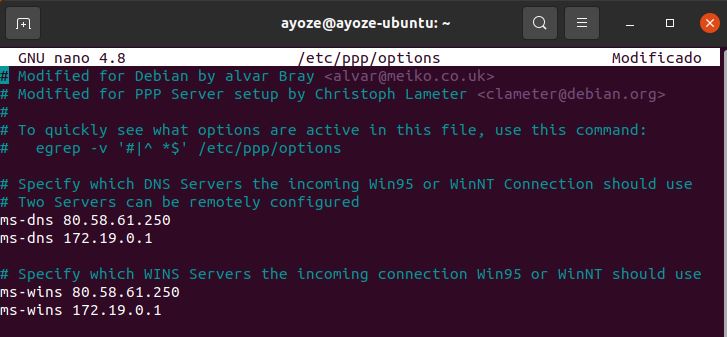 ayoze@ayoze-ubuntu: ~
GNU nano 4.8 /etc/ppp/options Modificado
# Modified for Debian by alvar Bray <alvar@meiko.co.uk>
# Modified for PPP Server setup by Christoph Lameter <clameter@debian.org>
#
# To quickly see what options are active in this file, use this command:
#   egrep -v '#|^ *$' /etc/ppp/options
# Specify which DNS Servers the incoming Win95 or WinNT Connection should use
# Two Servers can be remotely configured
ms-dns 80.58.61.250
ms-dns 172.19.0.1
# Specify which WINS Servers the incoming connection Win95 or WinNT should use
ms-wins 80.58.61.250
ms-wins 172.19.0.1